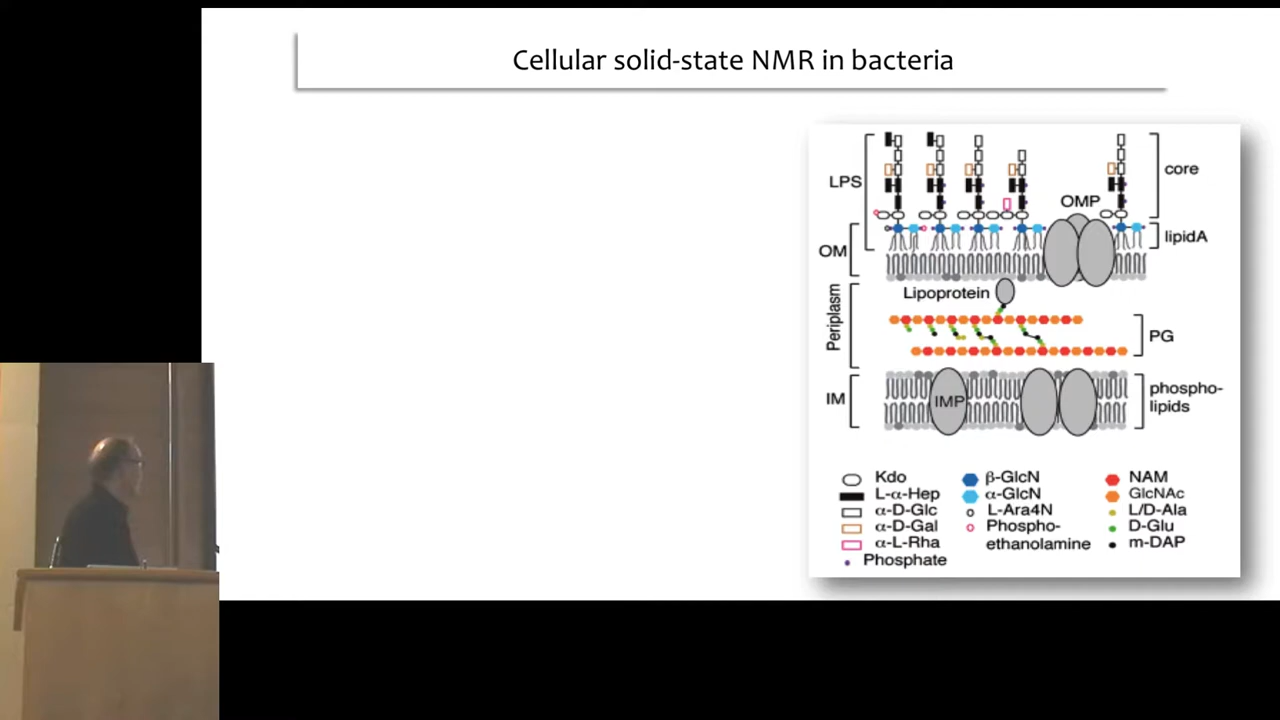 Cellular solid-state NMR in bacteria
LPS
core
OMP
lipidA
OM
Lipoprotein
Periplasm
PG
IM
IMP
phospho-
lipids
Kdo
L-α-Hep
α-D-Glc
α-D-Gal
α-L-Rha
Phosphate
β-GlcN
α-GlcN
L-Ara4N
Phospho-
ethanolamine
NAM
GlcNAc
L/D-Ala
D-Glu
m-DAP